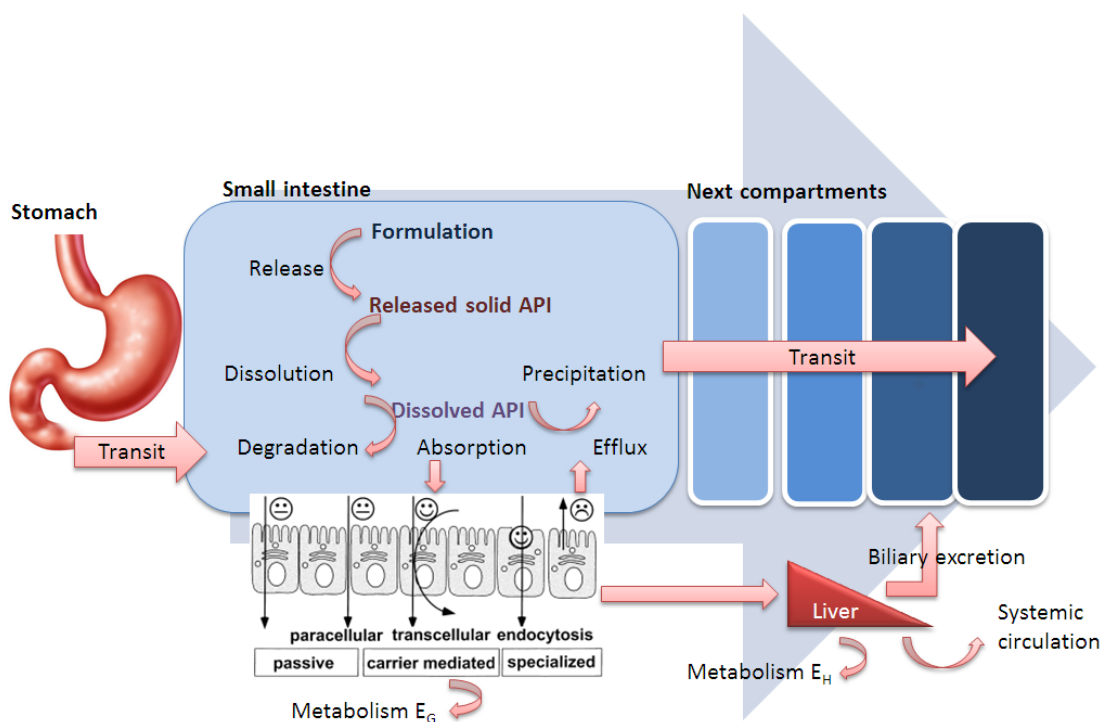 Small intestine
Next compartments
Stomach
Formulation
Release
Released solid API
Dissolution
Precipitation
Transit
Dissolved API
Transit
Degradation
Absorption
Efflux
paracellular transcellular endocytosis
passive
carrier mediated
specialized
Biliary excretion
Liver
Systemic
circulation
Metabolism E_H
Metabolism E_G